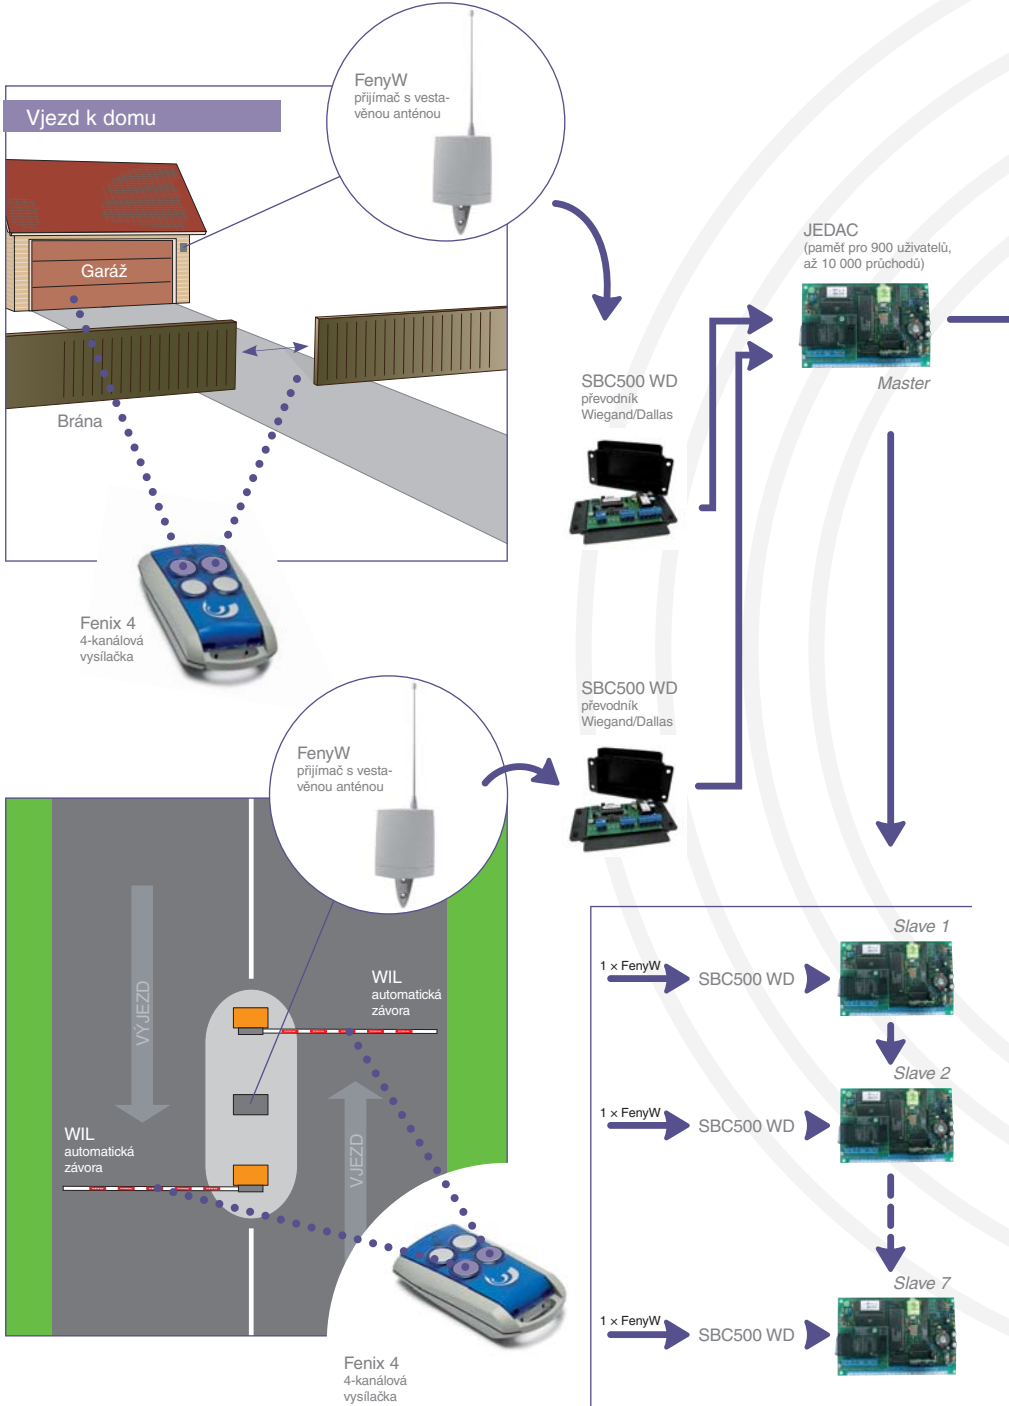 FenyW
přijímač s vesta-
věnou anténou
Vjezd k domu
Garáž
Brána
Fenix 4
4-kanálová
vysílačka
JEDAC
(paměť pro 900 uživatelů,
až 10 000 průchodů)
Master
SBC500 WD
převodník
Wiegand/Dallas
SBC500 WD
převodník
Wiegand/Dallas
FenyW
přijímač s vesta-
věnou anténou
VÝJEZD
WIL
automatická
závora
WIL
automatická
závora
VJEZD
Fenix 4
4-kanálová
vysílačka
Slave 1
1 × FenyW
SBC500 WD
Slave 2
1 × FenyW
SBC500 WD
Slave 7
1 × FenyW
SBC500 WD